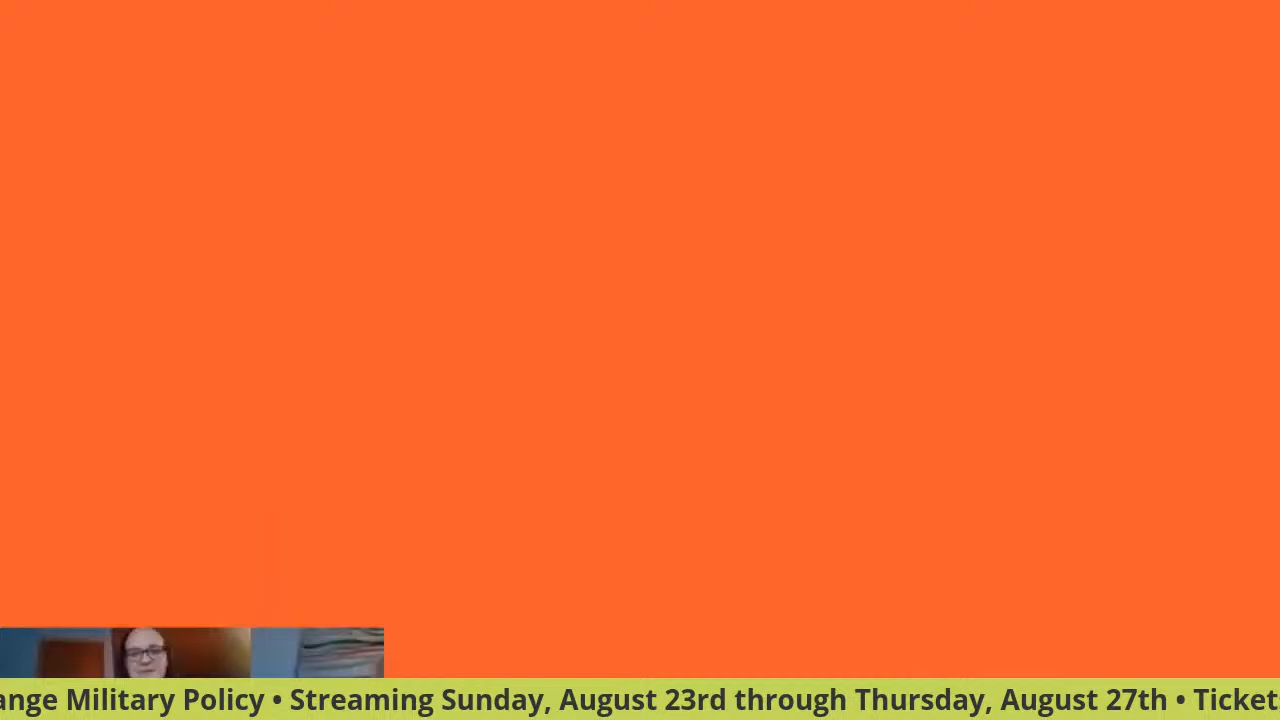 ange Military Policy • Streaming Sunday, August 23rd through Thursday, August 27th • Ticket